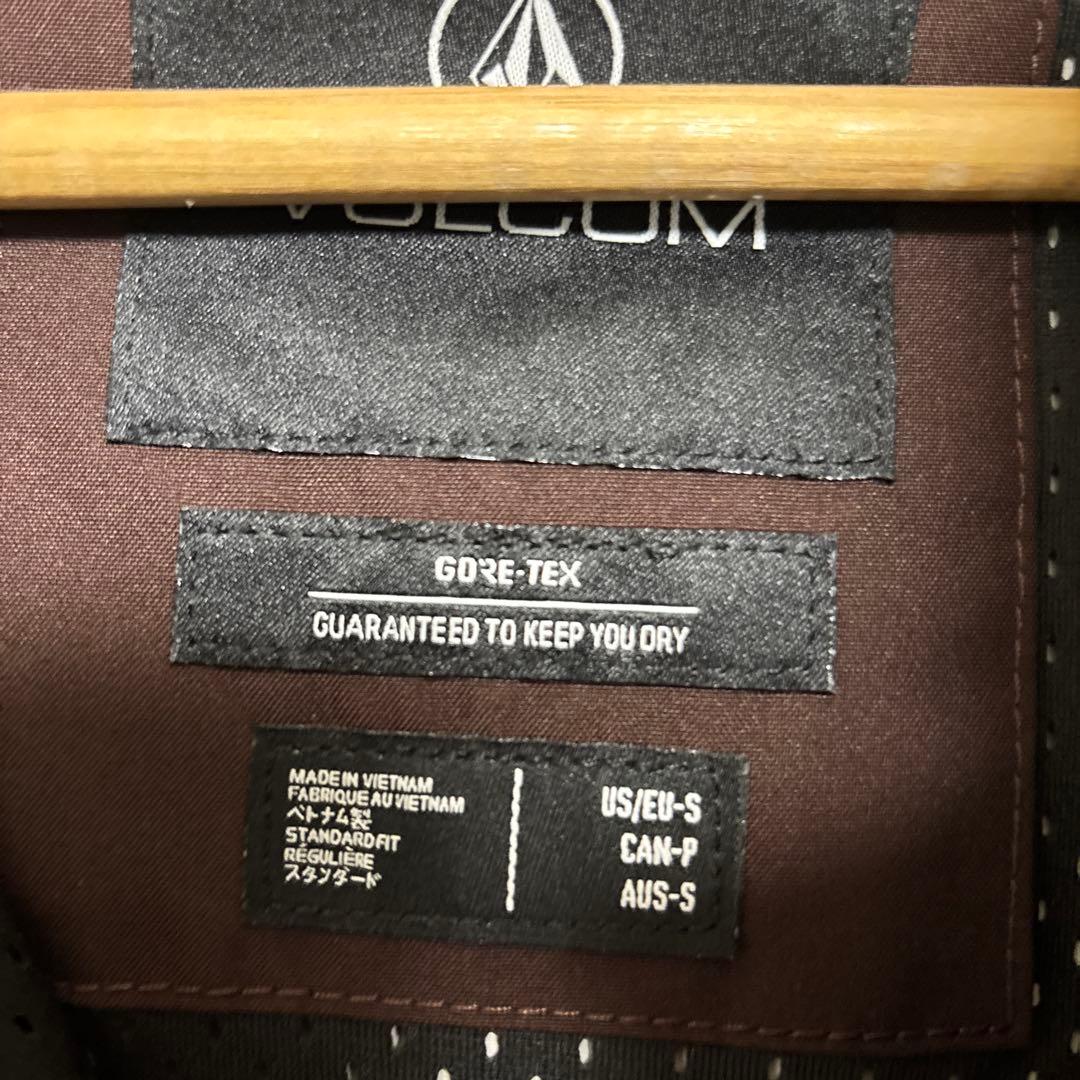 VOLCOM
GORE-TEX
GUARANTEED TO KEEP YOU DRY
MADE IN VIETNAM
FABRIQUE AU VIETNAM
ベトナム製
STANDARD FIT
RÉGULIÈRE
スタンダード
US/EU-S
CAN-P
AUS-S